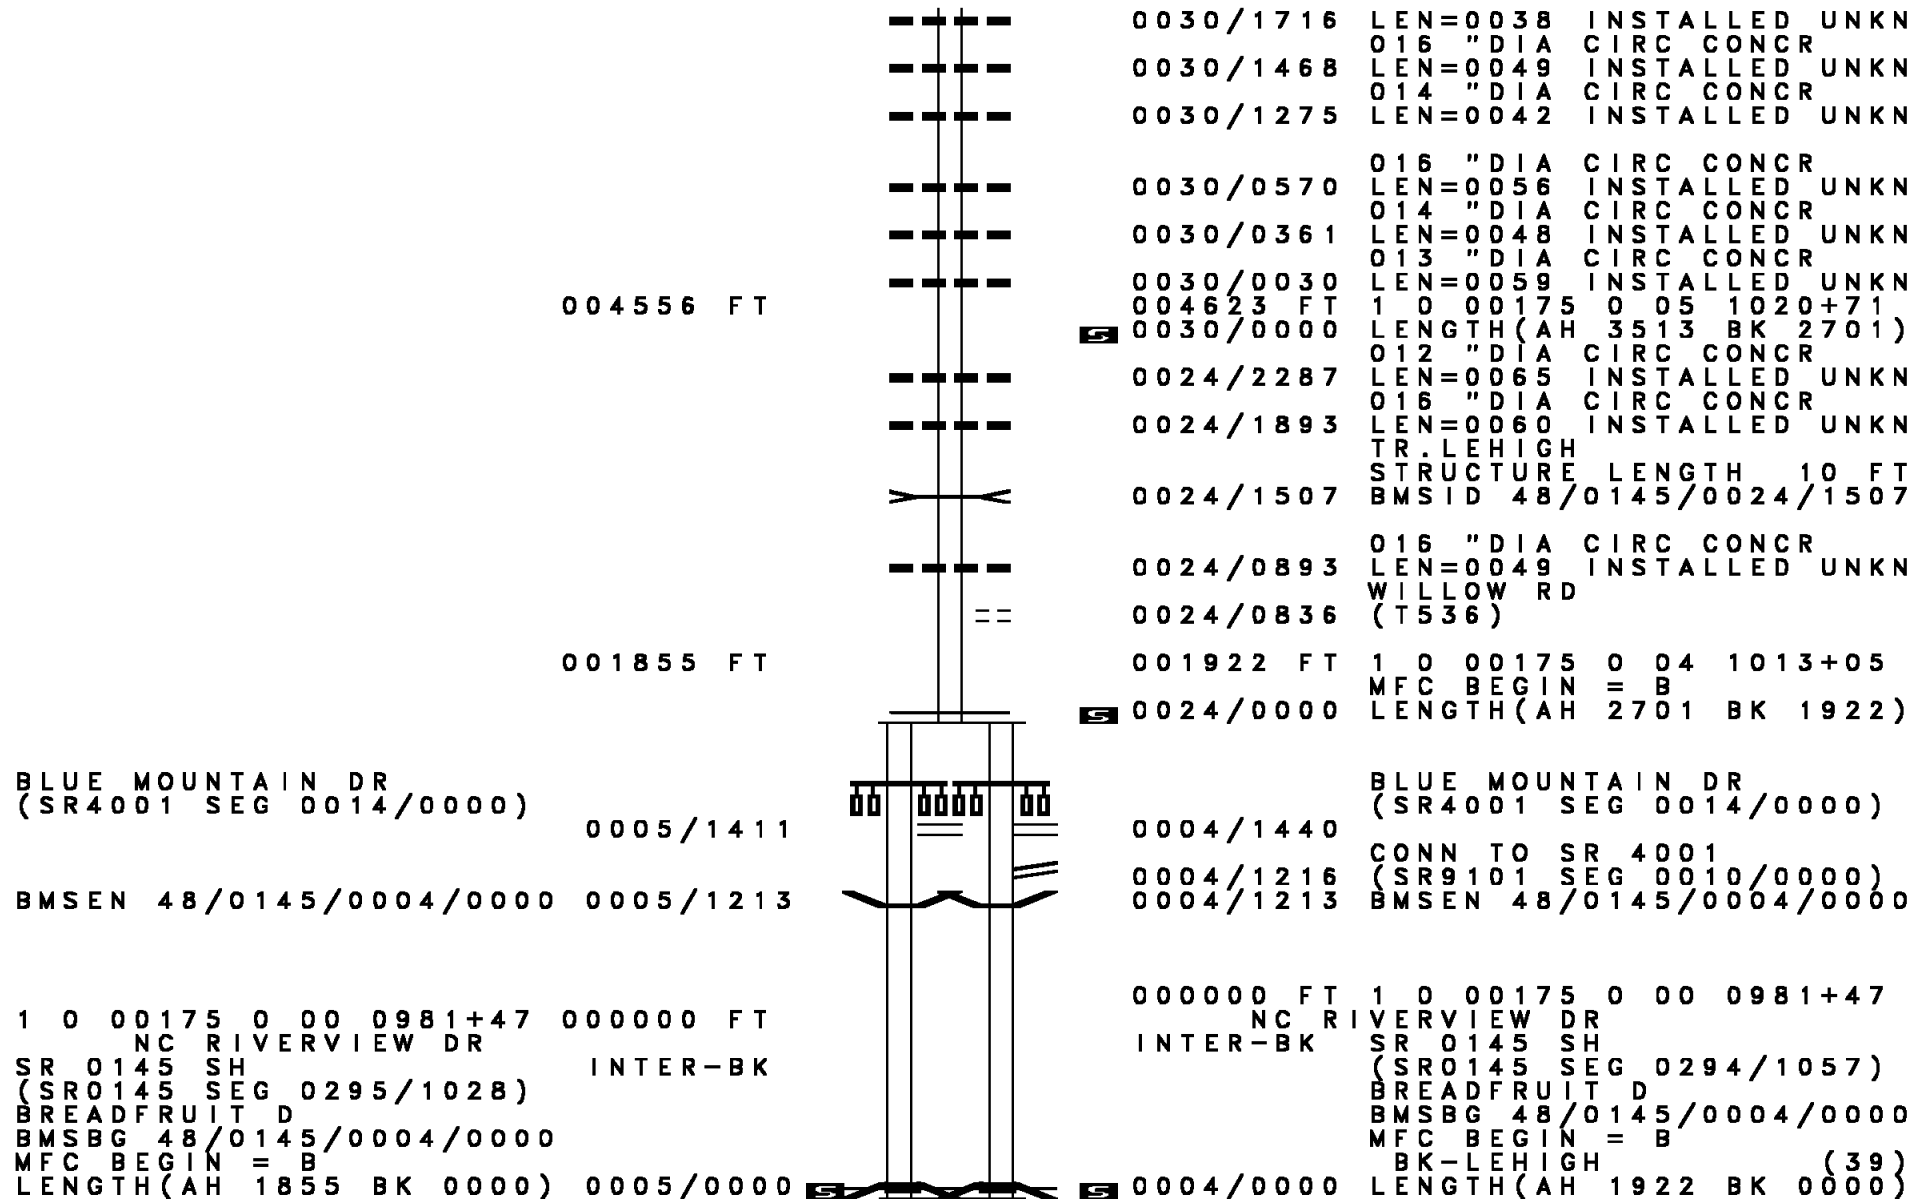 0030/1716 LEN=0038 INSTALLED UNKN
016 "DIA CIRC CONCR
0030/1468 LEN=0049 INSTALLED UNKN
014 "DIA CIRC CONCR
0030/1275 LEN=0042 INSTALLED UNKN
016 "DIA CIRC CONCR
0030/0570 LEN=0056 INSTALLED UNKN
014 "DIA CIRC CONCR
0030/0361 LEN=0048 INSTALLED UNKN
013 "DIA CIRC CONCR
0030/0030 LEN=0059 INSTALLED UNKN
004556 FT 004623 FT 1 0 00175 0 05 1020+71
S 0030/0000 LENGTH(AH 3513 BK 2701)
012 "DIA CIRC CONCR
0024/2287 LEN=0065 INSTALLED UNKN
016 "DIA CIRC CONCR
0024/1893 LEN=0060 INSTALLED UNKN
TR.LEHIGH
STRUCTURE LENGTH 10 FT
0024/1507 BMSID 48/0145/0024/1507
016 "DIA CIRC CONCR
0024/0893 LEN=0049 INSTALLED UNKN
WILLOW RD
0024/0836 (T536)
001855 FT 001922 FT 1 0 00175 0 04 1013+05
MFC BEGIN = B
S 0024/0000 LENGTH(AH 2701 BK 1922)
BLUE MOUNTAIN DR BLUE MOUNTAIN DR
(SR4001 SEG 0014/0000) (SR4001 SEG 0014/0000)
0005/1411 0004/1440
CONN TO SR 4001
0004/1216 (SR9101 SEG 0010/0000)
BMSEN 48/0145/0004/0000 0005/1213 0004/1213 BMSEN 48/0145/0004/0000
000000 FT 1 0 00175 0 00 0981+47
1 0 00175 0 00 0981+47 000000 FT NC RIVERVIEW DR
NC RIVERVIEW DR INTER-BK SR 0145 SH
SR 0145 SH INTER-BK (SR0145 SEG 0294/1057)
(SR0145 SEG 0295/1028) BREADFRUIT D
BREADFRUIT D BMSBG 48/0145/0004/0000
BMSBG 48/0145/0004/0000 MFC BEGIN = B
MFC BEGIN = B BK-LEHIGH (39)
LENGTH(AH 1855 BK 0000) 0005/0000 S S 0004/0000 LENGTH(AH 1922 BK 0000)